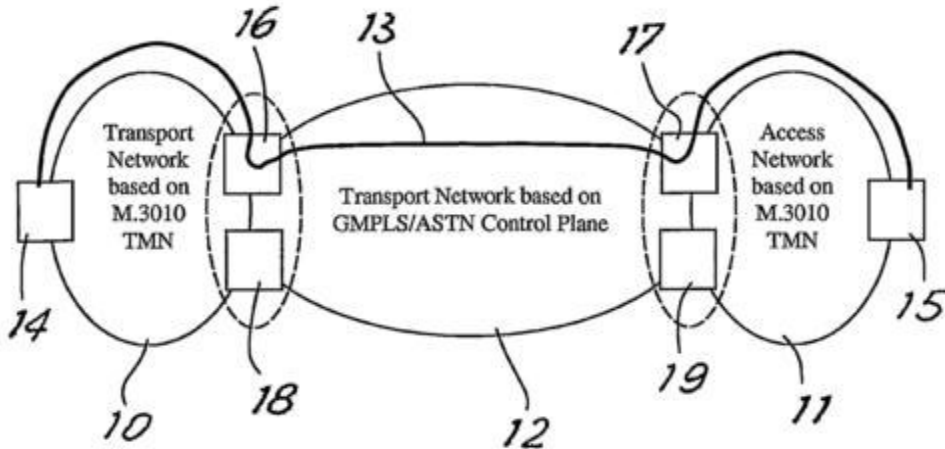 16
13
17
Transport
Network
based on
M.3010
TMN
Transport Network based on
GMPLS/ASTN Control Plane
Access
Network
based on
M.3010
TMN
14
10
18
12
19
11
15